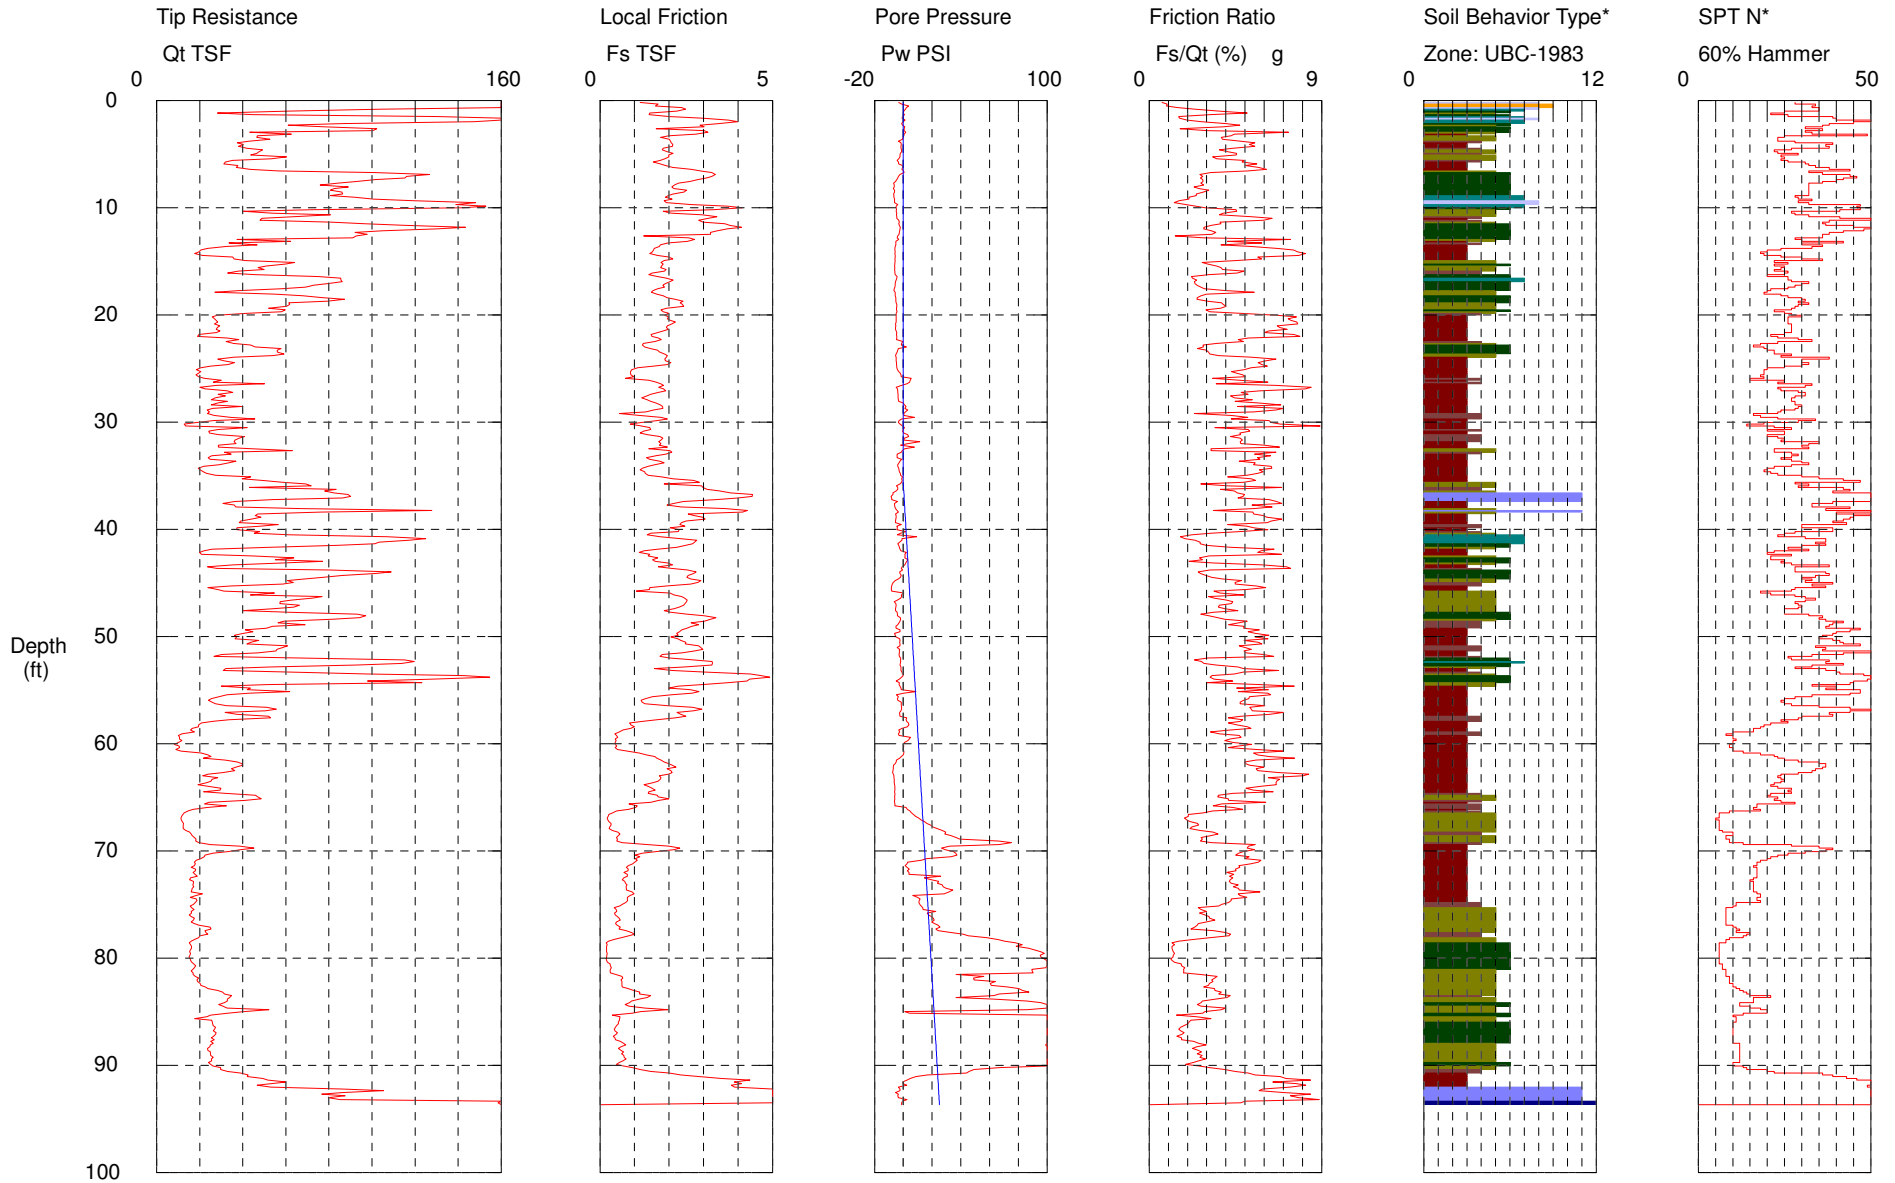 Tip Resistance
Local Friction
Pore Pressure
Friction Ratio
Soil Behavior Type*
SPT N*
Qt TSF
Fs TSF
Pw PSI
Fs/Qt (%) g
Zone: UBC-1983
60% Hammer
0 160
0 5
-20 100
0 9
0 12
0 50
0
10
20
30
40
50
Depth
(ft)
60
70
80
90
100